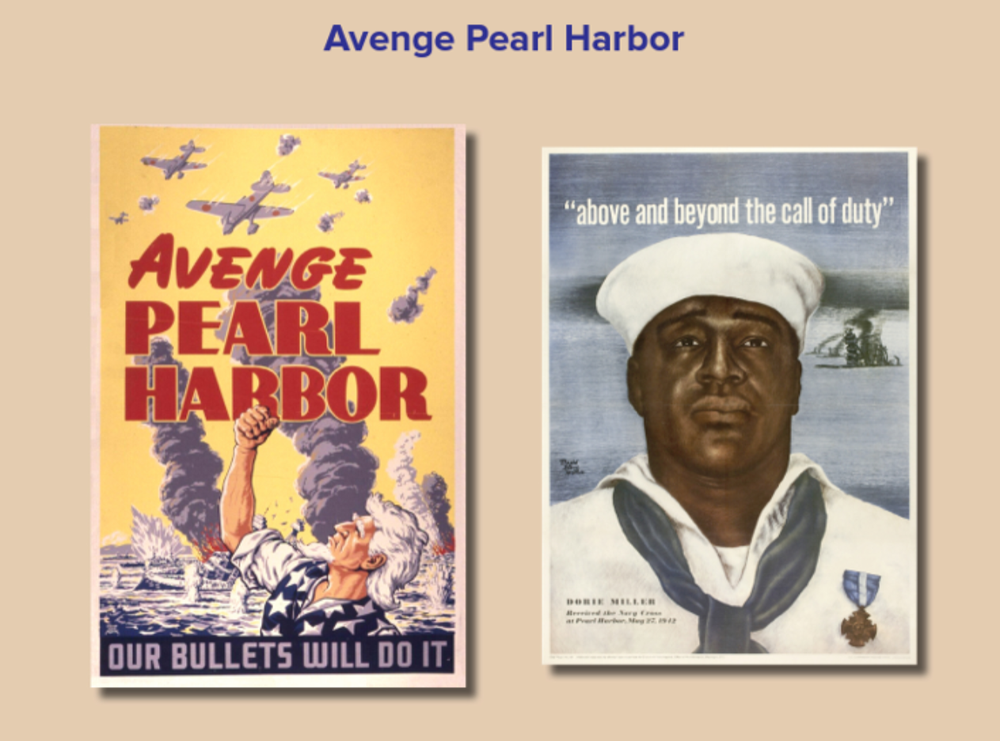 Avenge Pearl Harbor
AVENGE
PEARL
HARBOR
OUR BULLETS WILL DO IT
“above and beyond the call of duty”
DORIE MILLER
Received the Navy Cross
at Pearl Harbor, May 27, 1942